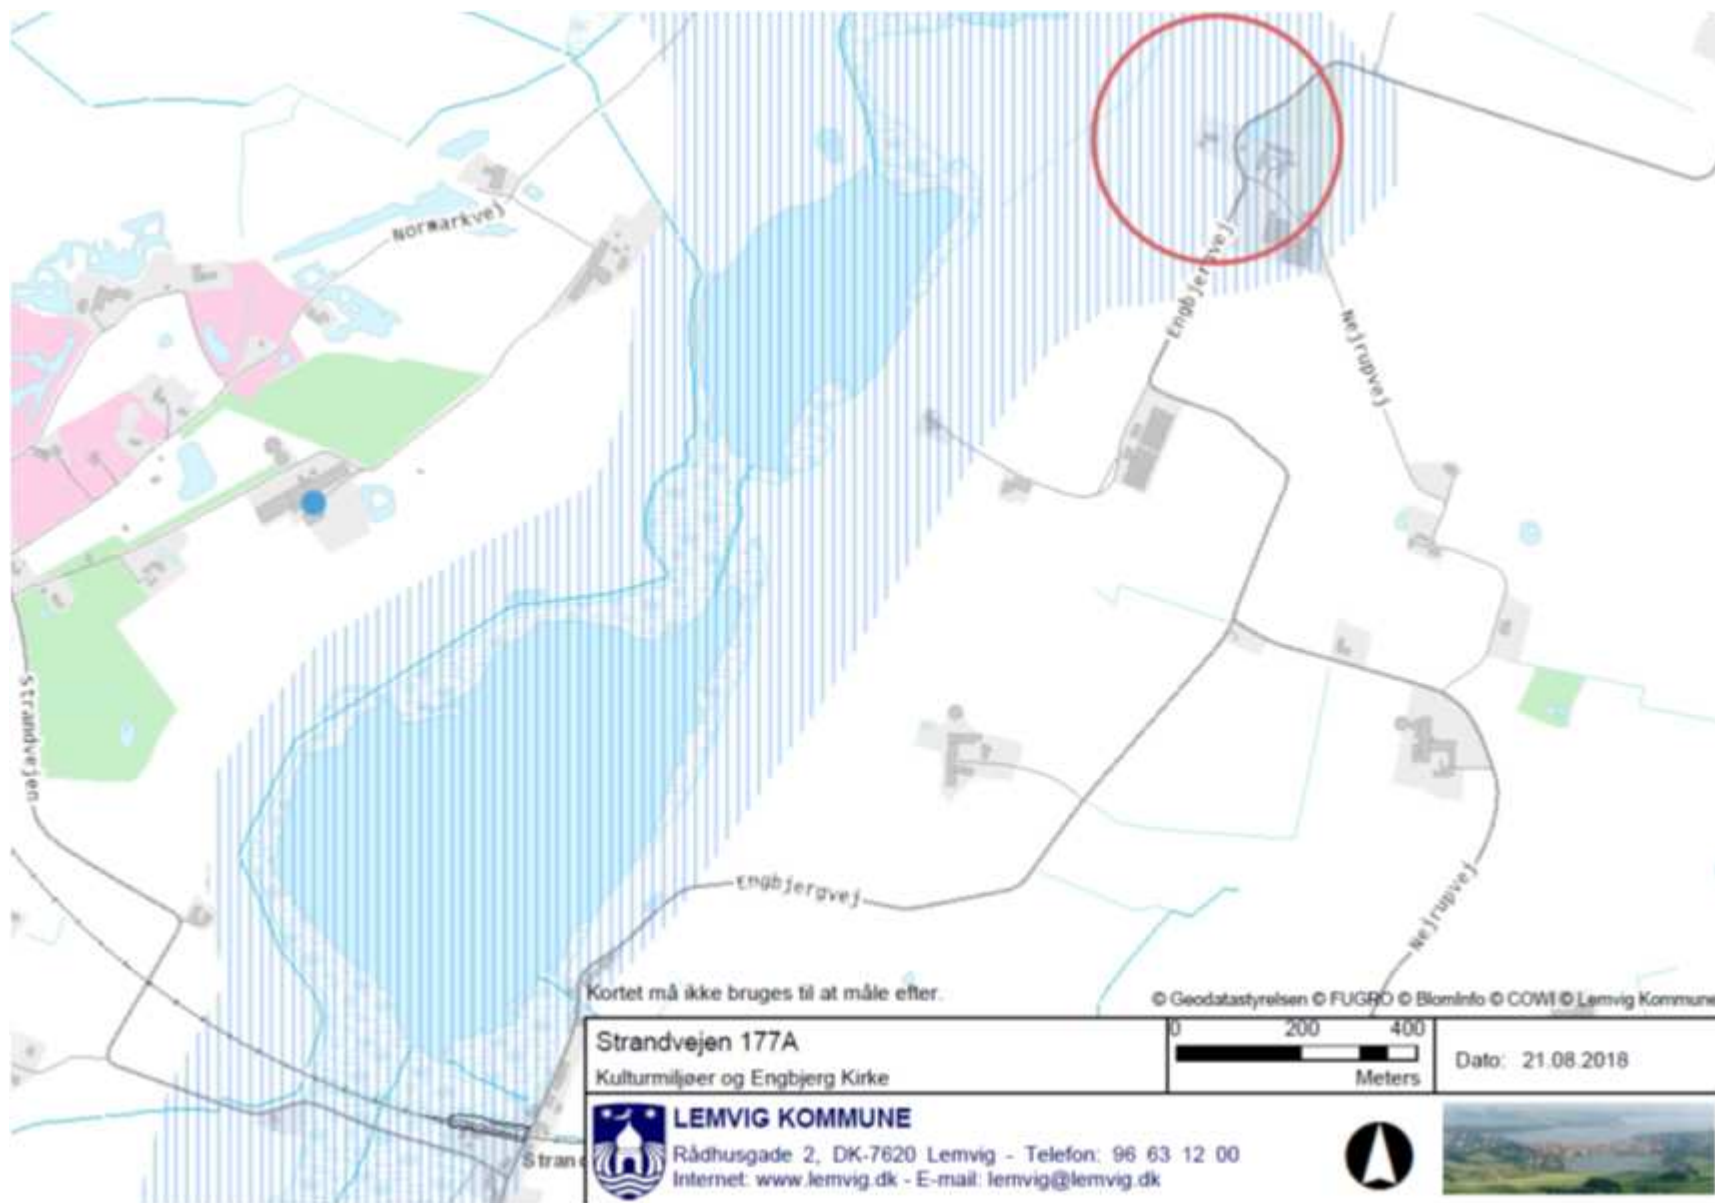 Normarkvej
Engbjergvej
Nejrupvej
Strandvejen
Engbjergvej
Nejrupvej
Kortet må ikke bruges til at måle efter.
© Geodatastyrelsen © FUGRO © BlomInfo © COWI © Lemvig Kommune
Strandvejen 177A
Kulturmiljøer og Engbjerg Kirke
0 200 400
Meters
Dato: 21.08.2018
LEMVIG KOMMUNE
Rådhusgade 2, DK-7620 Lemvig - Telefon: 96 63 12 00
Internet: www.lemvig.dk - E-mail: lemvig@lemvig.dk
Strand